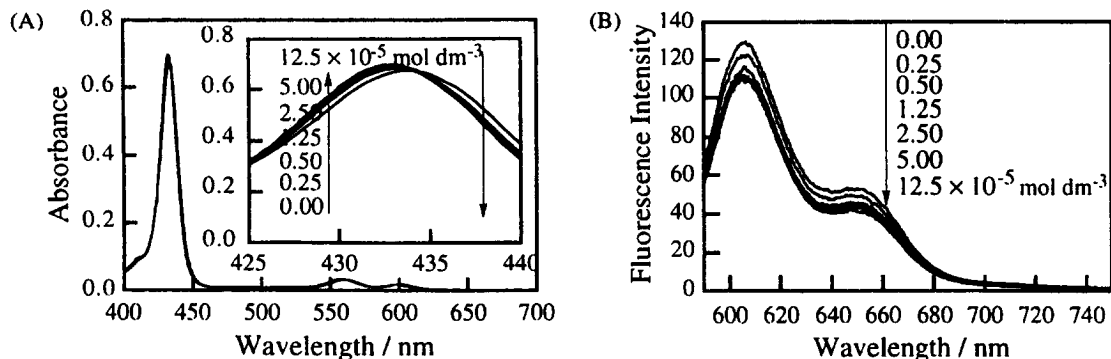 (A)
0.8
0.6
0.4
0.2
0.0
Absorbance
400 450 500 550 600 650 700
Wavelength / nm
0.8
0.6
0.4
0.2
0.0
12.5 × 10⁻⁵ mol dm⁻³
5.00
2.50
1.25
0.50
0.25
0.00
425 430 435 440
(B)
140
120
100
80
60
40
20
0
Fluorescence Intensity
0.00
0.25
0.50
1.25
2.50
5.00
12.5 × 10⁻⁵ mol dm⁻³
600 620 640 660 680 700 720 740
Wavelength / nm